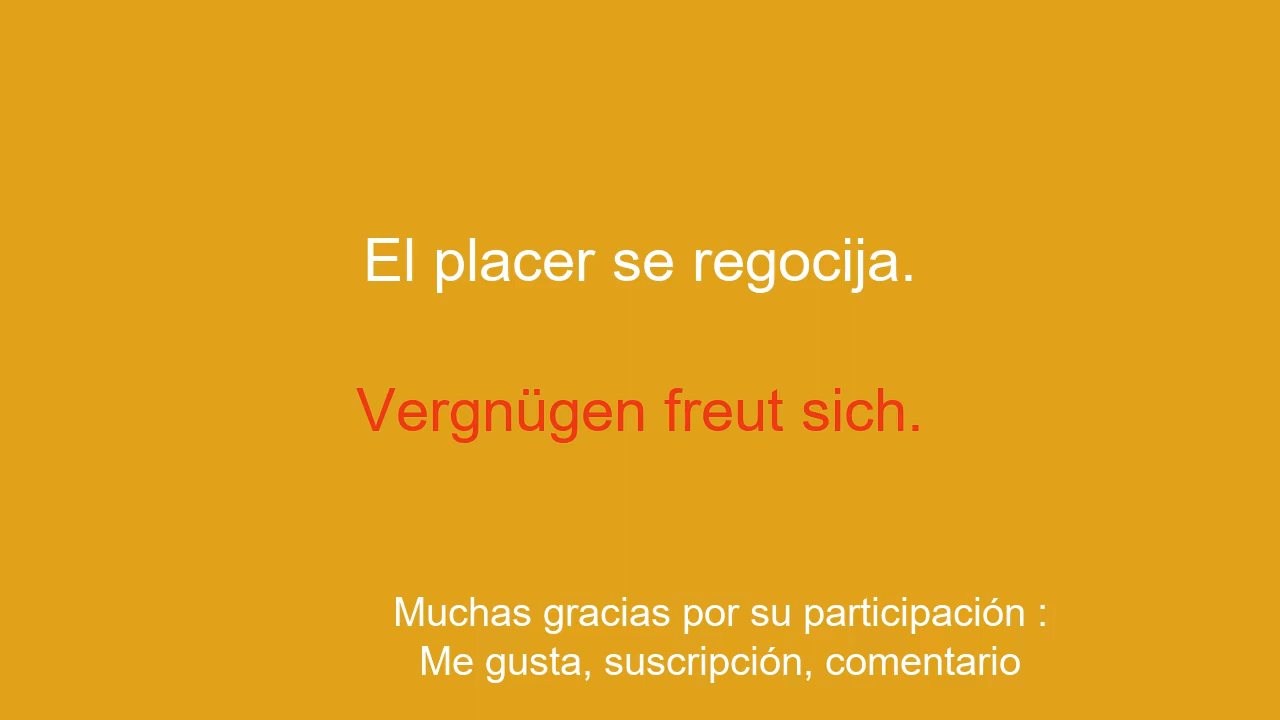 El placer se regocija.
Vergnügen freut sich.
Muchas gracias por su participación :
Me gusta, suscripción, comentario